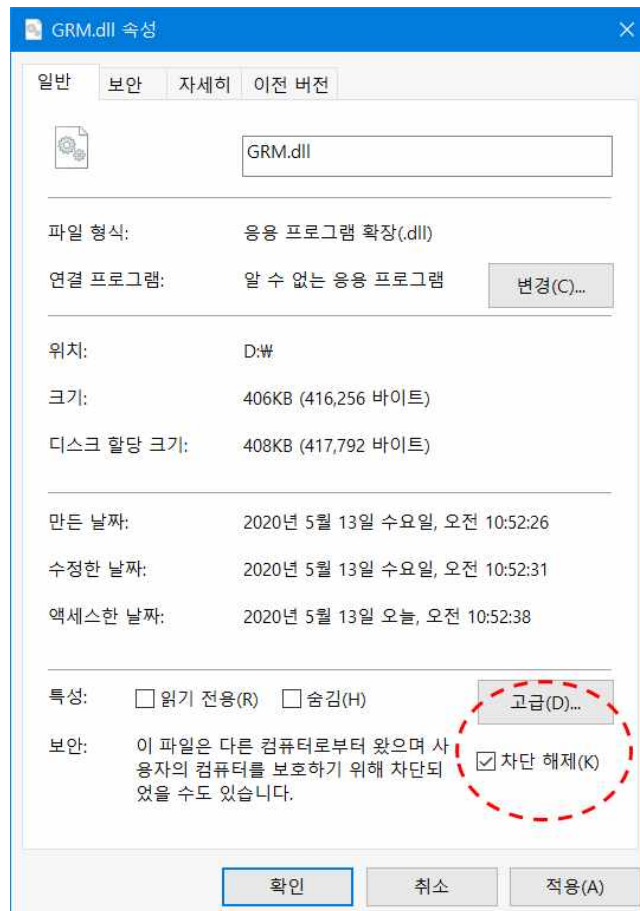 GRM.dll 속성
일반 보안 자세히 이전 버전
GRM.dll
파일 형식: 응용 프로그램 확장(.dll)
연결 프로그램: 알 수 없는 응용 프로그램 변경(C)...
위치: D:₩
크기: 406KB (416,256 바이트)
디스크 할당 크기: 408KB (417,792 바이트)
만든 날짜: 2020년 5월 13일 수요일, 오전 10:52:26
수정한 날짜: 2020년 5월 13일 수요일, 오전 10:52:31
액세스한 날짜: 2020년 5월 13일 오늘, 오전 10:52:38
특성: 읽기 전용(R) 숨김(H) 고급(D)...
보안: 이 파일은 다른 컴퓨터로부터 왔으며 사
용자의 컴퓨터를 보호하기 위해 차단되 차단 해제(K)
었을 수도 있습니다.
확인 취소 적용(A)